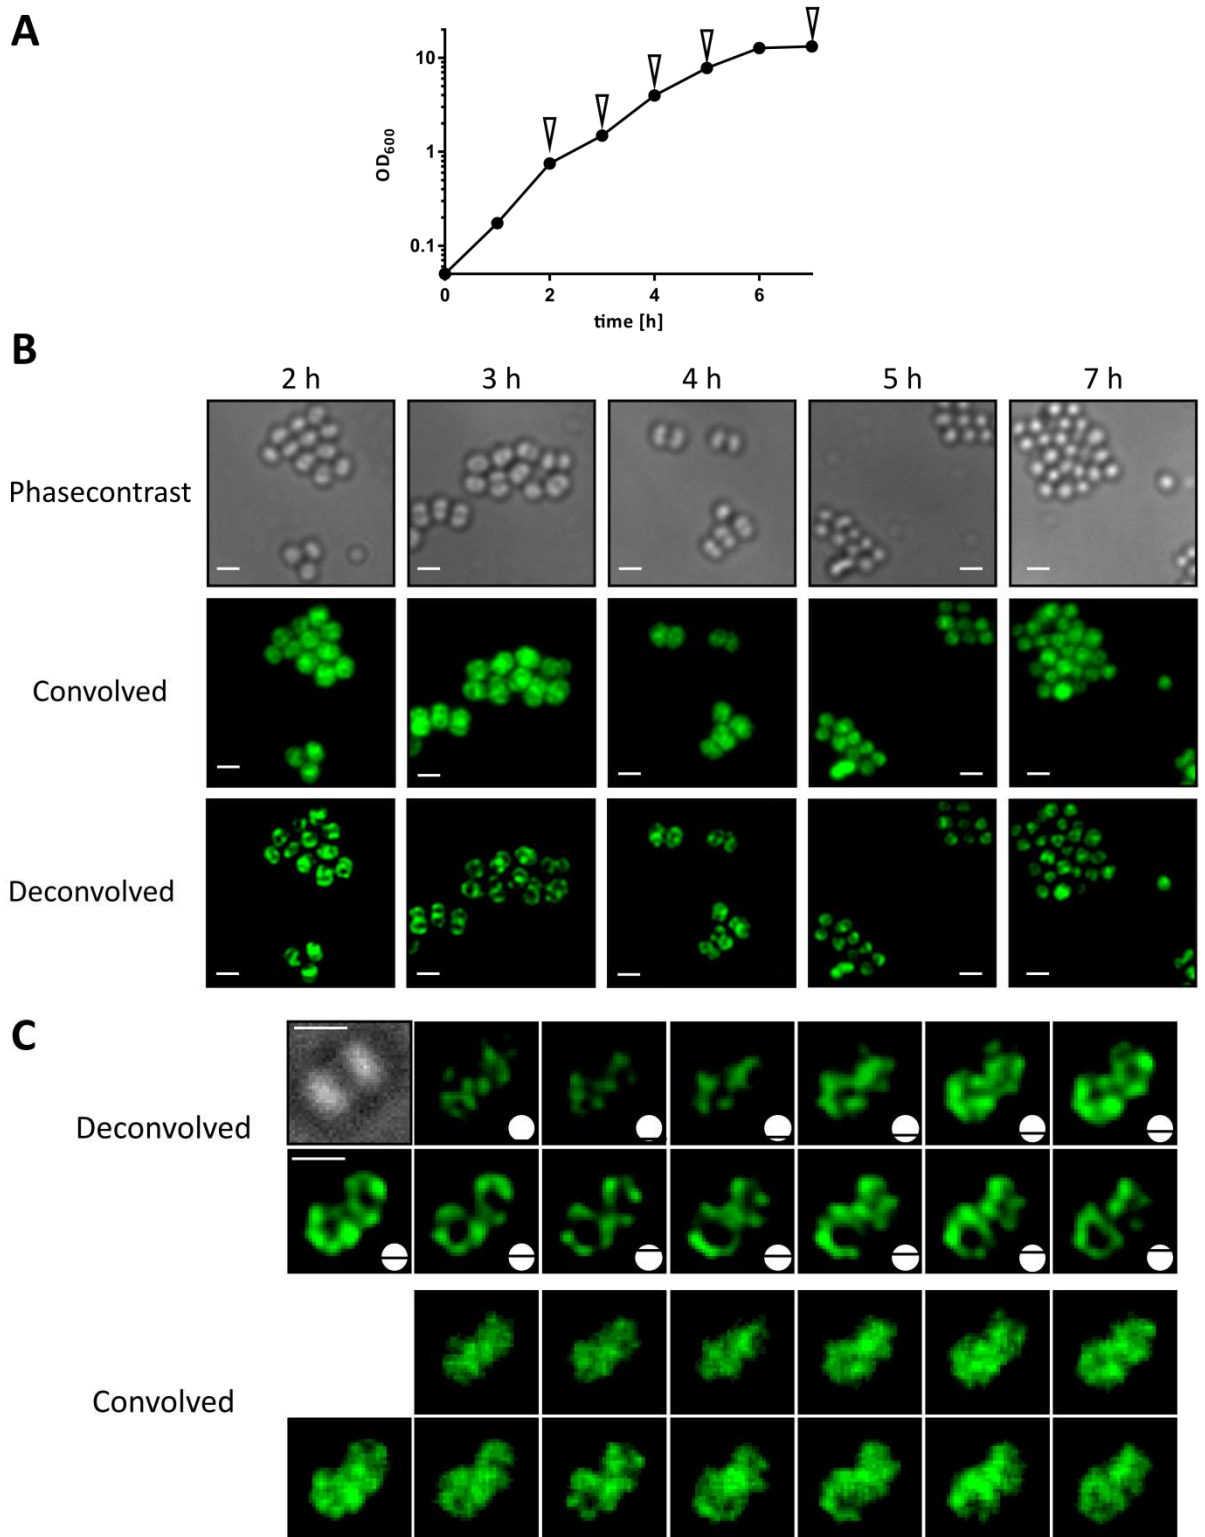 A
10
1
0.1
OD600
0 2 4 6
time [h]
B
2 h 3 h 4 h 5 h 7 h
Phasecontrast
Convolved
Deconvolved
C
Deconvolved
Convolved